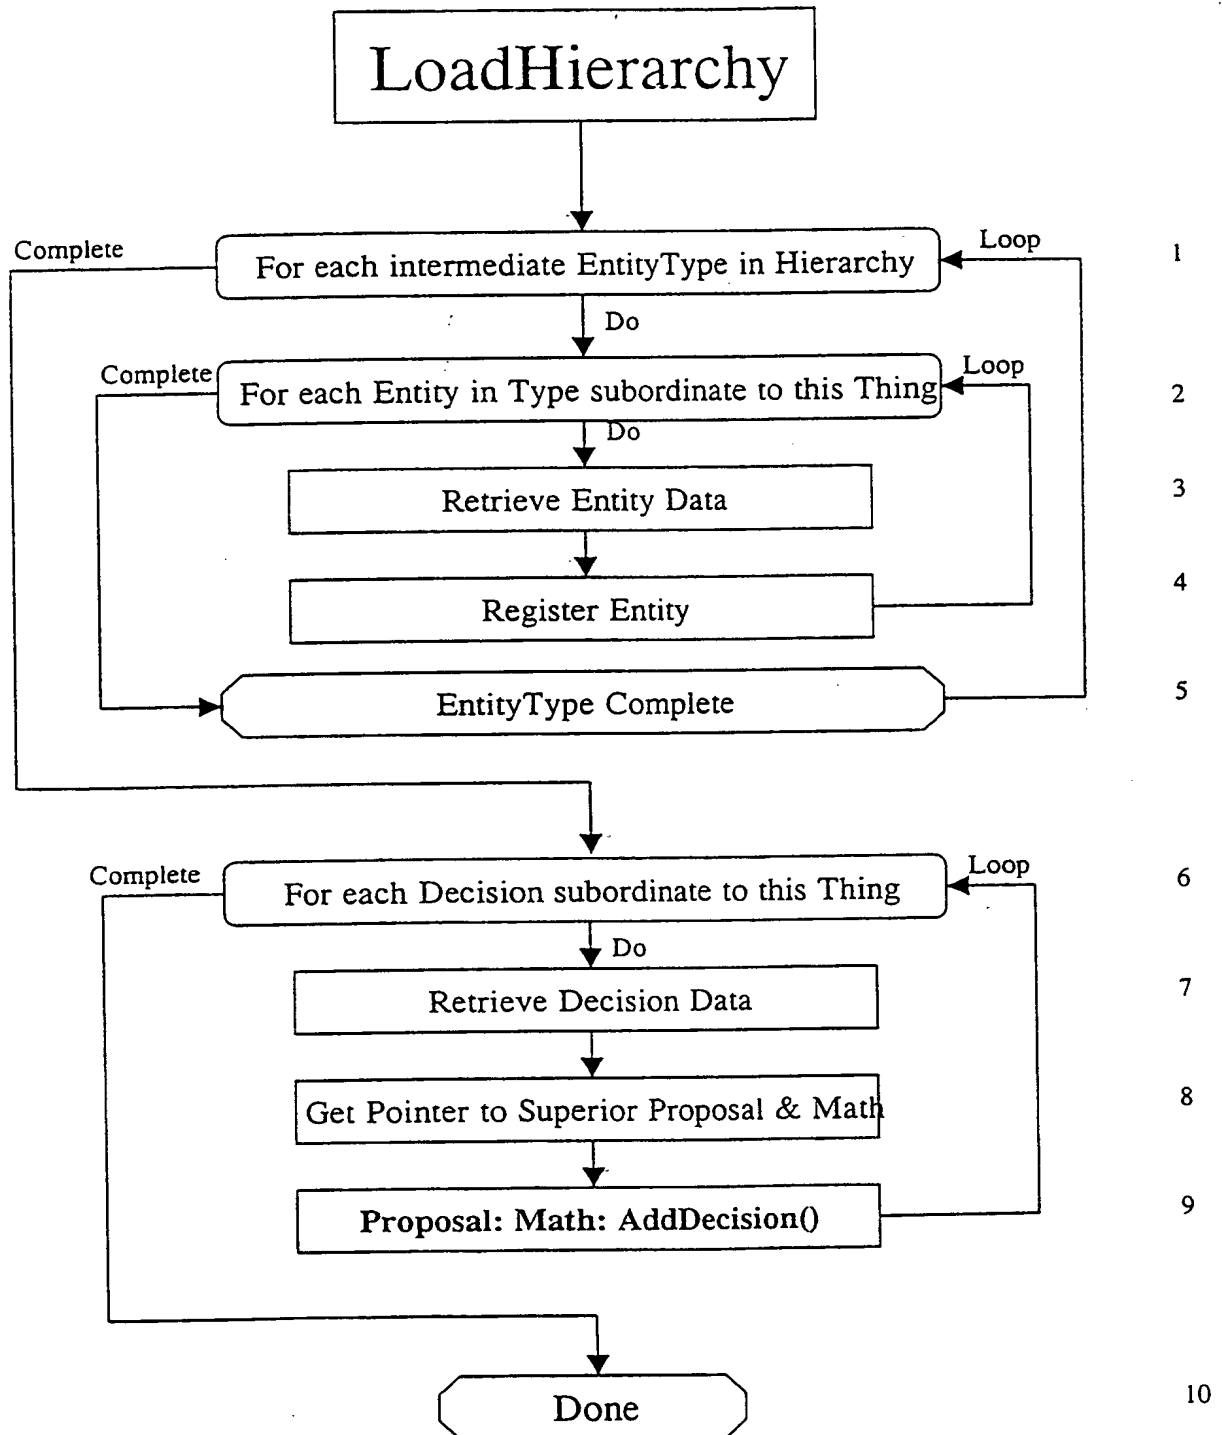 LoadHierarchy
Complete
For each intermediate EntityType in Hierarchy
Loop
1
Do
Complete
For each Entity in Type subordinate to this Thing
Loop
2
Do
Retrieve Entity Data
3
Register Entity
4
EntityType Complete
5
Complete
For each Decision subordinate to this Thing
Loop
6
Do
Retrieve Decision Data
7
Get Pointer to Superior Proposal & Math
8
Proposal: Math: AddDecision()
9
Done
10